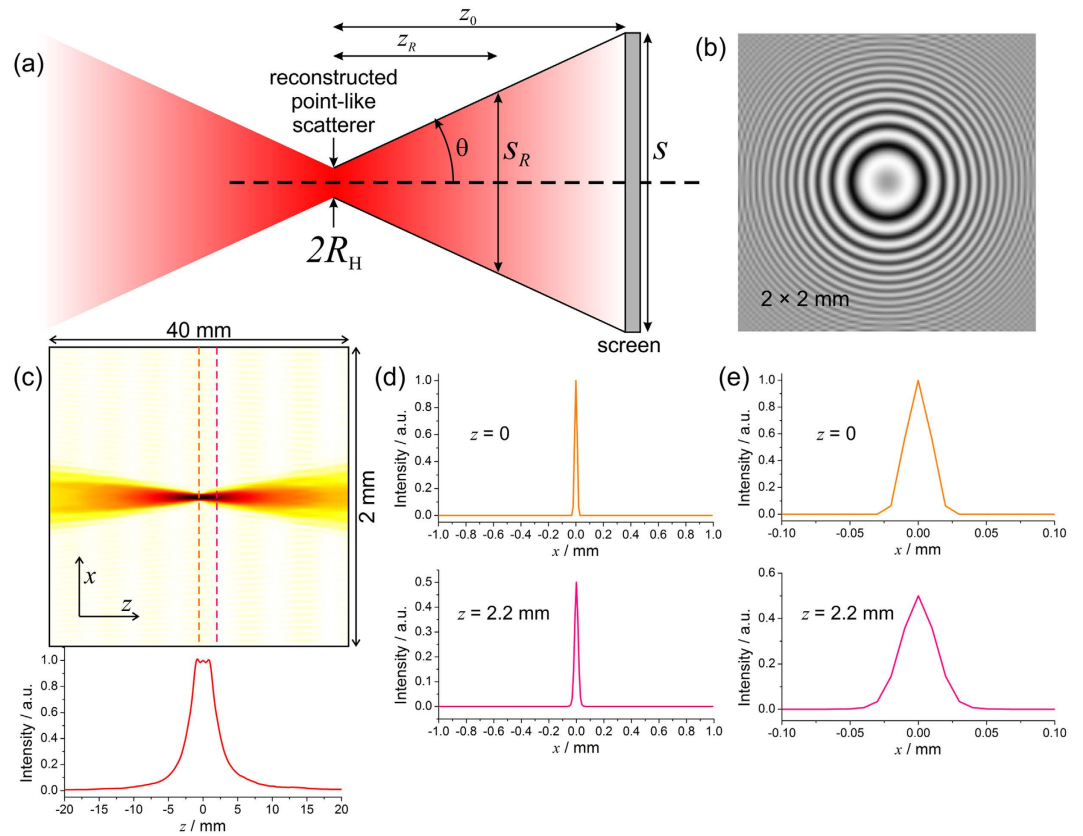 (a)
z0
zR
reconstructed
point-like
scatterer
θ
sR
s
2RH
screen
(b)
2 × 2 mm
(c)
40 mm
2 mm
x
z
Intensity / a.u.
1.0
0.8
0.6
0.4
0.2
0.0
-20 -15 -10 -5 0 5 10 15 20
z / mm
(d)
Intensity / a.u.
1.0
0.8
0.6
0.4
0.2
0.0
z = 0
-1.0 -0.8 -0.6 -0.4 -0.2 0.0 0.2 0.4 0.6 0.8 1.0
x / mm
Intensity / a.u.
0.5
0.4
0.3
0.2
0.1
0.0
z = 2.2 mm
-1.0 -0.8 -0.6 -0.4 -0.2 0.0 0.2 0.4 0.6 0.8 1.0
x / mm
(e)
Intensity / a.u.
1.0
0.8
0.6
0.4
0.2
0.0
z = 0
-0.10 -0.05 0.00 0.05 0.10
x / mm
Intensity / a.u.
0.6
0.4
0.2
0.0
z = 2.2 mm
-0.10 -0.05 0.00 0.05 0.10
x / mm